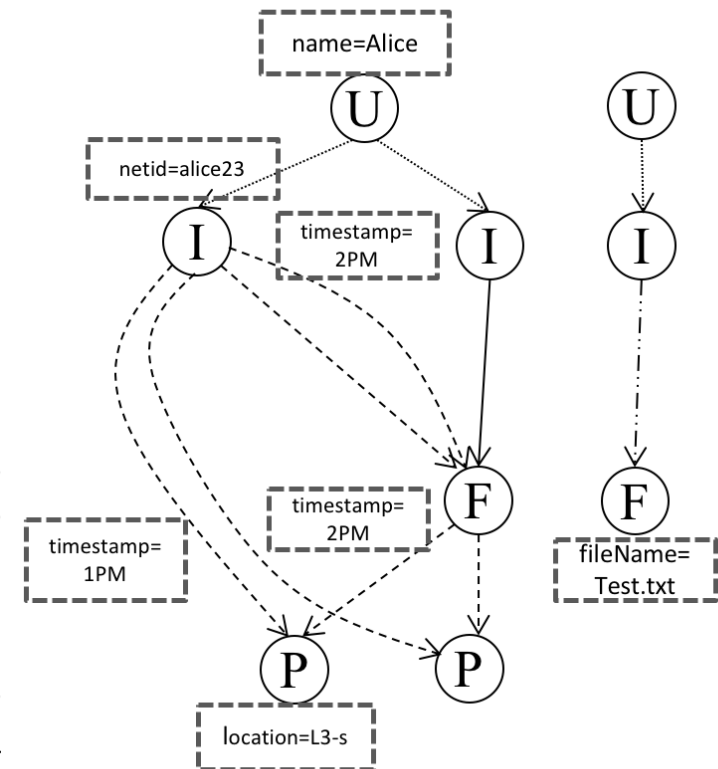 name=Alice
U
U
netid=alice23
I
timestamp=
2PM
I
I
timestamp=
2PM
F
F
timestamp=
1PM
fileName=
Test.txt
P
P
location=L3-s